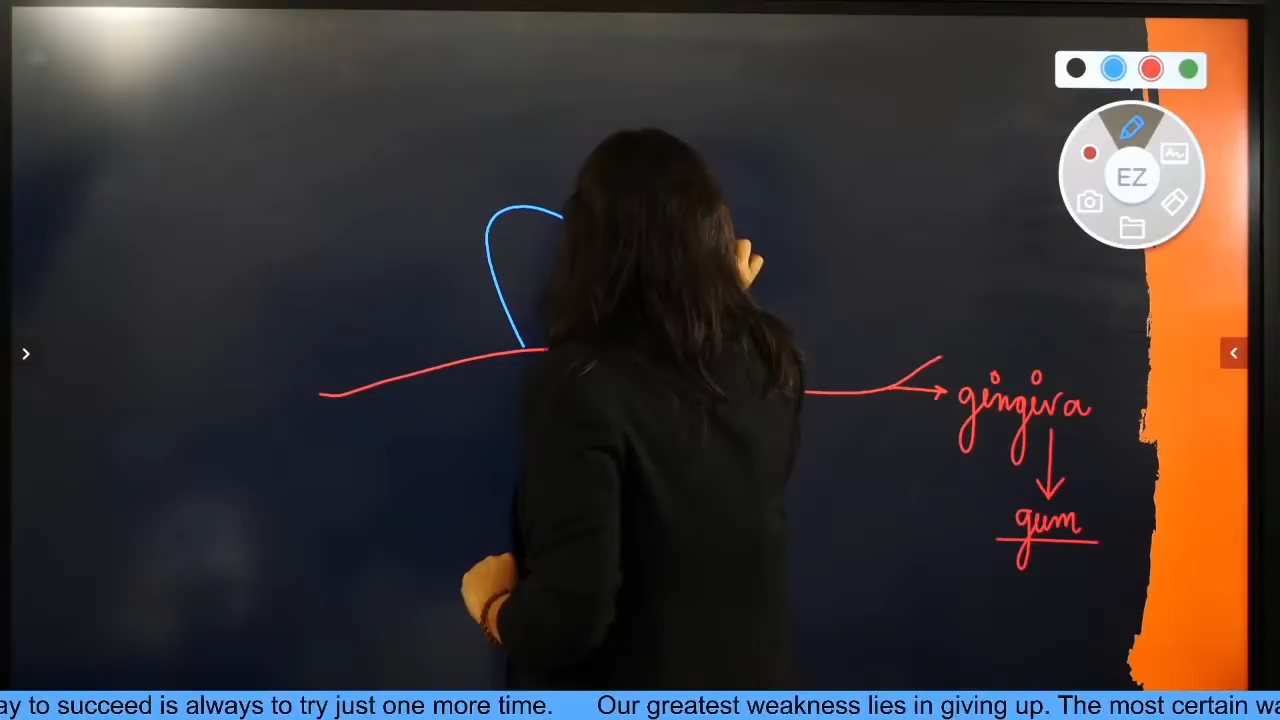 EZ
gingiva
gum
ay to succeed is always to try just one more time. Our greatest weakness lies in giving up. The most certain wa